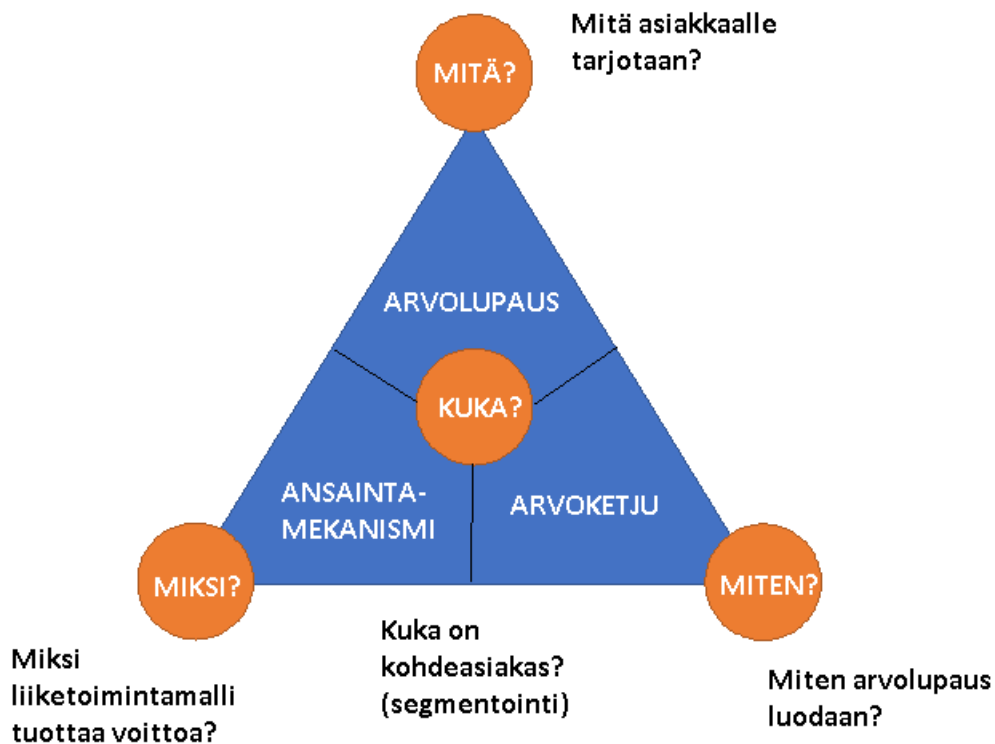 Mitä asiakkaalle
tarjotaan?
MITÄ?
ARVOLUPAUS
KUKA?
ANSAINTA-
MEKANISMI
ARVOKETJU
MIKSI?
MITEN?
Miksi
liiketoimintamalli
tuottaa voittoa?
Kuka on
kohdeasiakas?
(segmentointi)
Miten arvolupaus
luodaan?